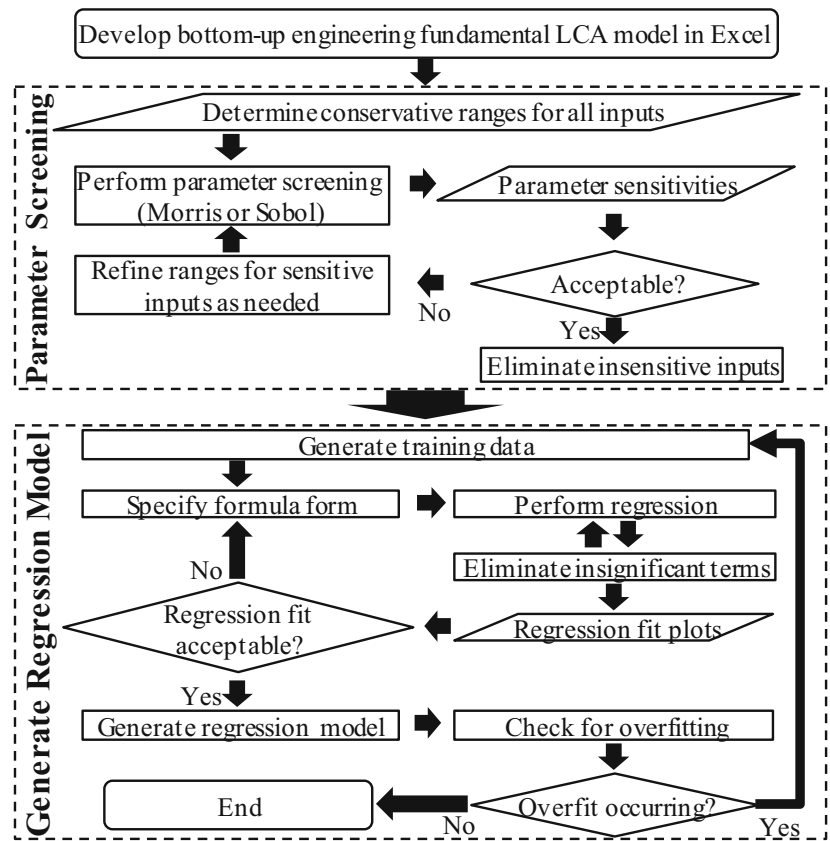 Develop bottom-up engineering fundamental LCA model in Excel
Parameter Screening
Determine conservative ranges for all inputs
Perform parameter screening
(Morris or Sobol)
Parameter sensitivities
Refine ranges for sensitive
inputs as needed
Acceptable?
No
Yes
Eliminate insensitive inputs
Generate Regression Model
Generate training data
Specify formula form
Perform regression
Eliminate insignificant terms
No
Regression fit
acceptable?
Regression fit plots
Yes
Generate regression model
Check for overfitting
End
Overfit occurring?
No
Yes